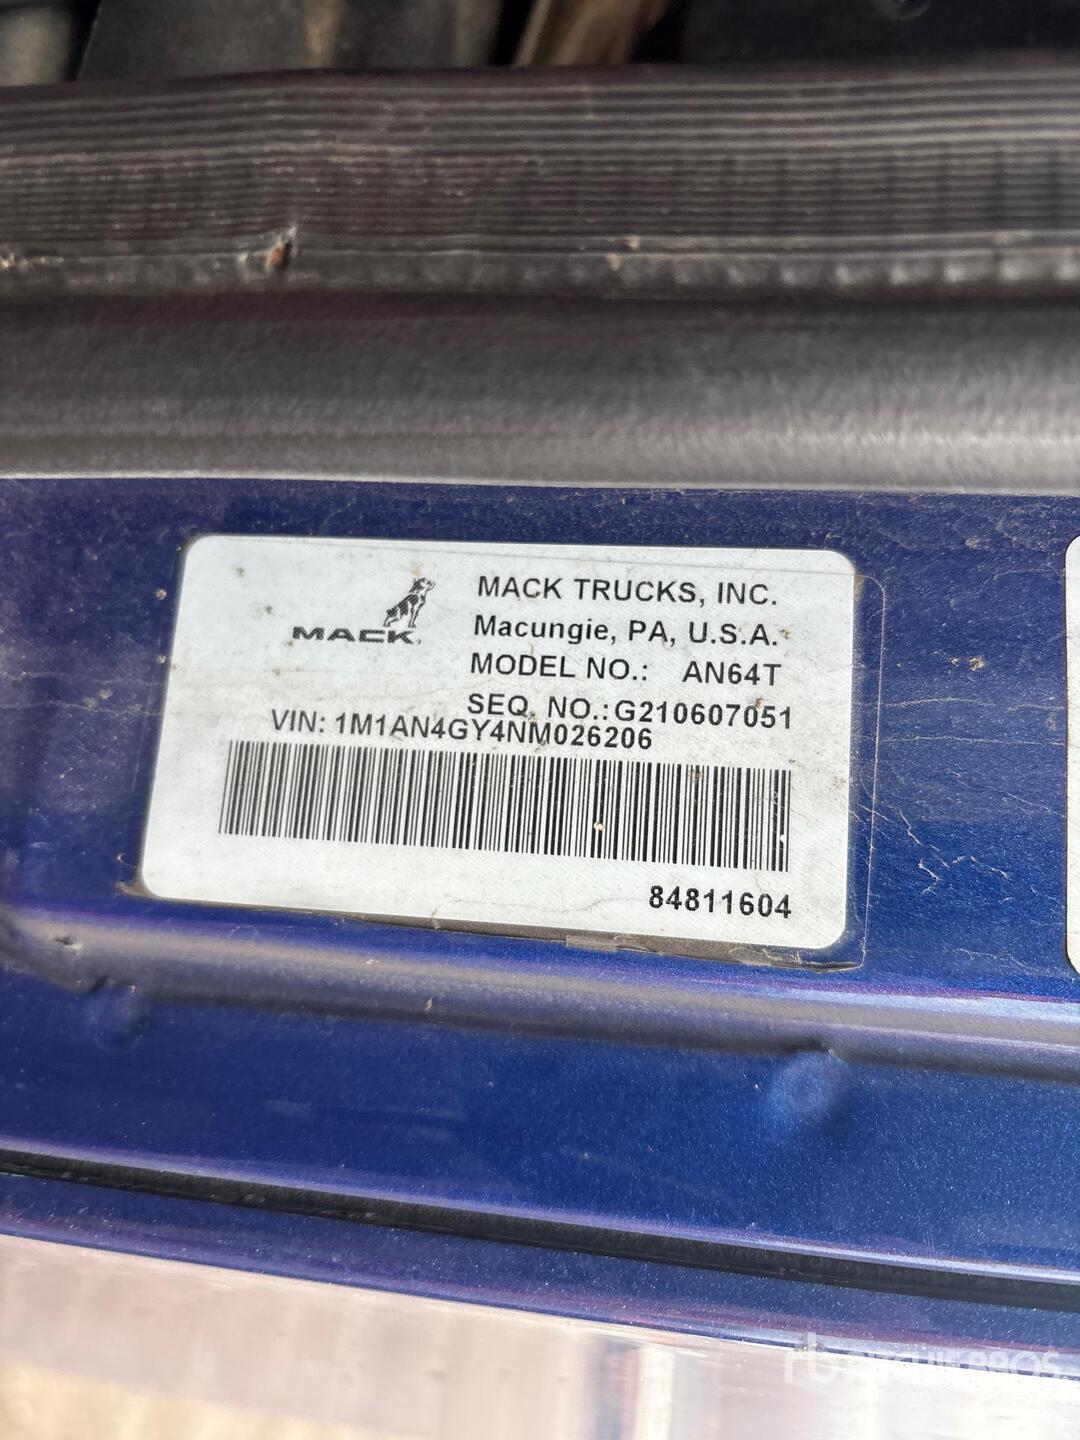 MACK
MACK TRUCKS, INC.
Macungie, PA, U.S.A.
MODEL NO.: AN64T
SEQ. NO.:G210607051
VIN: 1M1AN4GY4NM026206
84811604